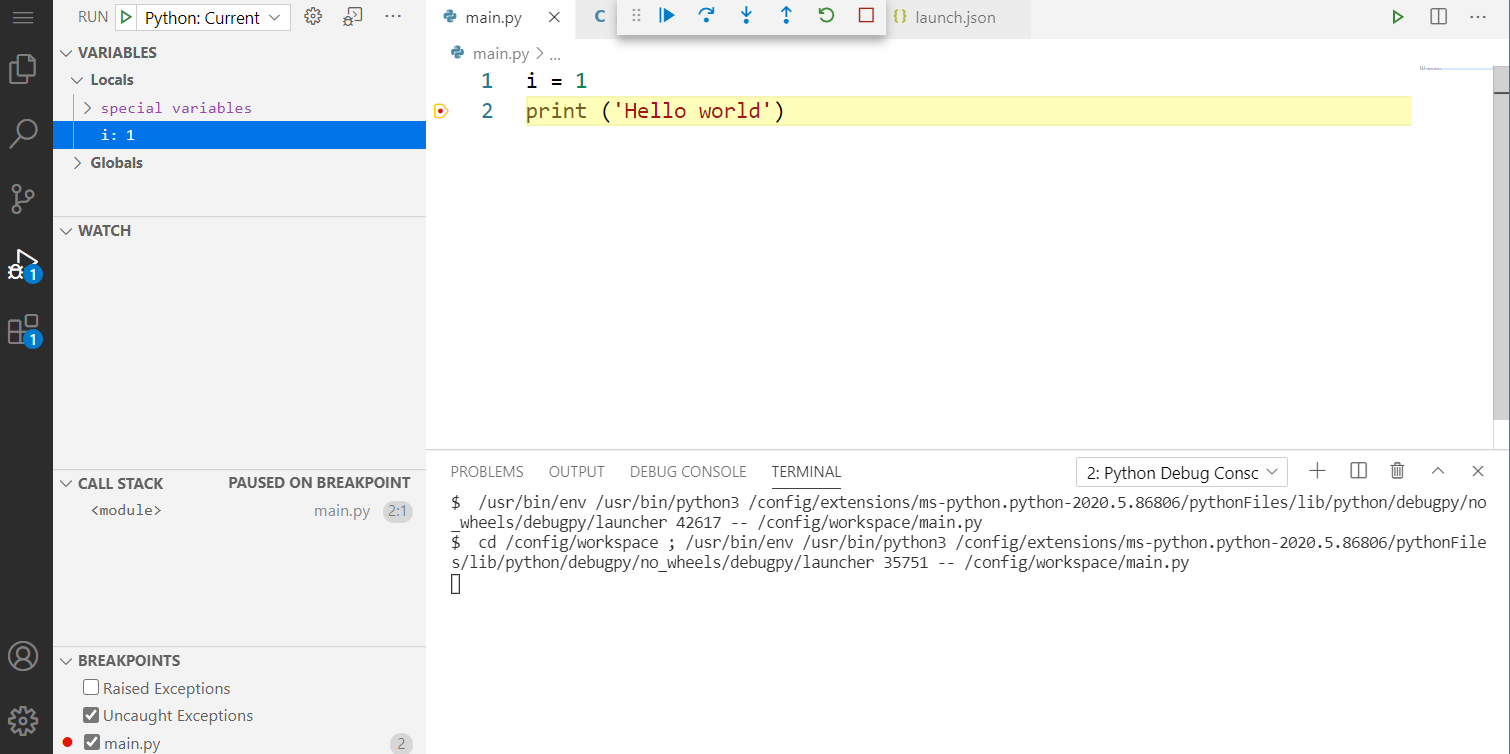 RUN Python: Current
VARIABLES
Locals
special variables
i: 1
Globals
WATCH
CALL STACK PAUSED ON BREAKPOINT
<module> main.py 2:1
BREAKPOINTS
Raised Exceptions
Uncaught Exceptions
main.py 2
1
1
main.py C {} launch.json
main.py > ...
1 i = 1
2 print ('Hello world')
PROBLEMS OUTPUT DEBUG CONSOLE TERMINAL 2: Python Debug Consc
$ /usr/bin/env /usr/bin/python3 /config/extensions/ms-python.python-2020.5.86806/pythonFiles/lib/python/debugpy/no
_wheels/debugpy/launcher 42617 -- /config/workspace/main.py
$ cd /config/workspace ; /usr/bin/env /usr/bin/python3 /config/extensions/ms-python.python-2020.5.86806/pythonFile
s/lib/python/debugpy/no_wheels/debugpy/launcher 35751 -- /config/workspace/main.py